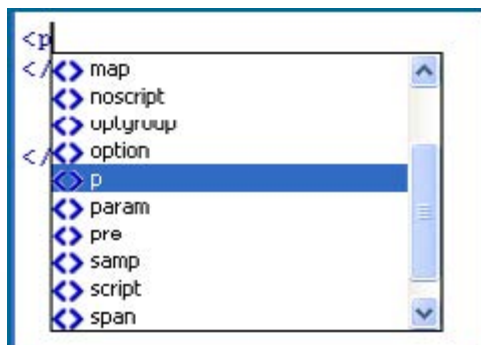 <p
</
map
noscript
optgroup
</
option
p
param
pre
samp
script
span